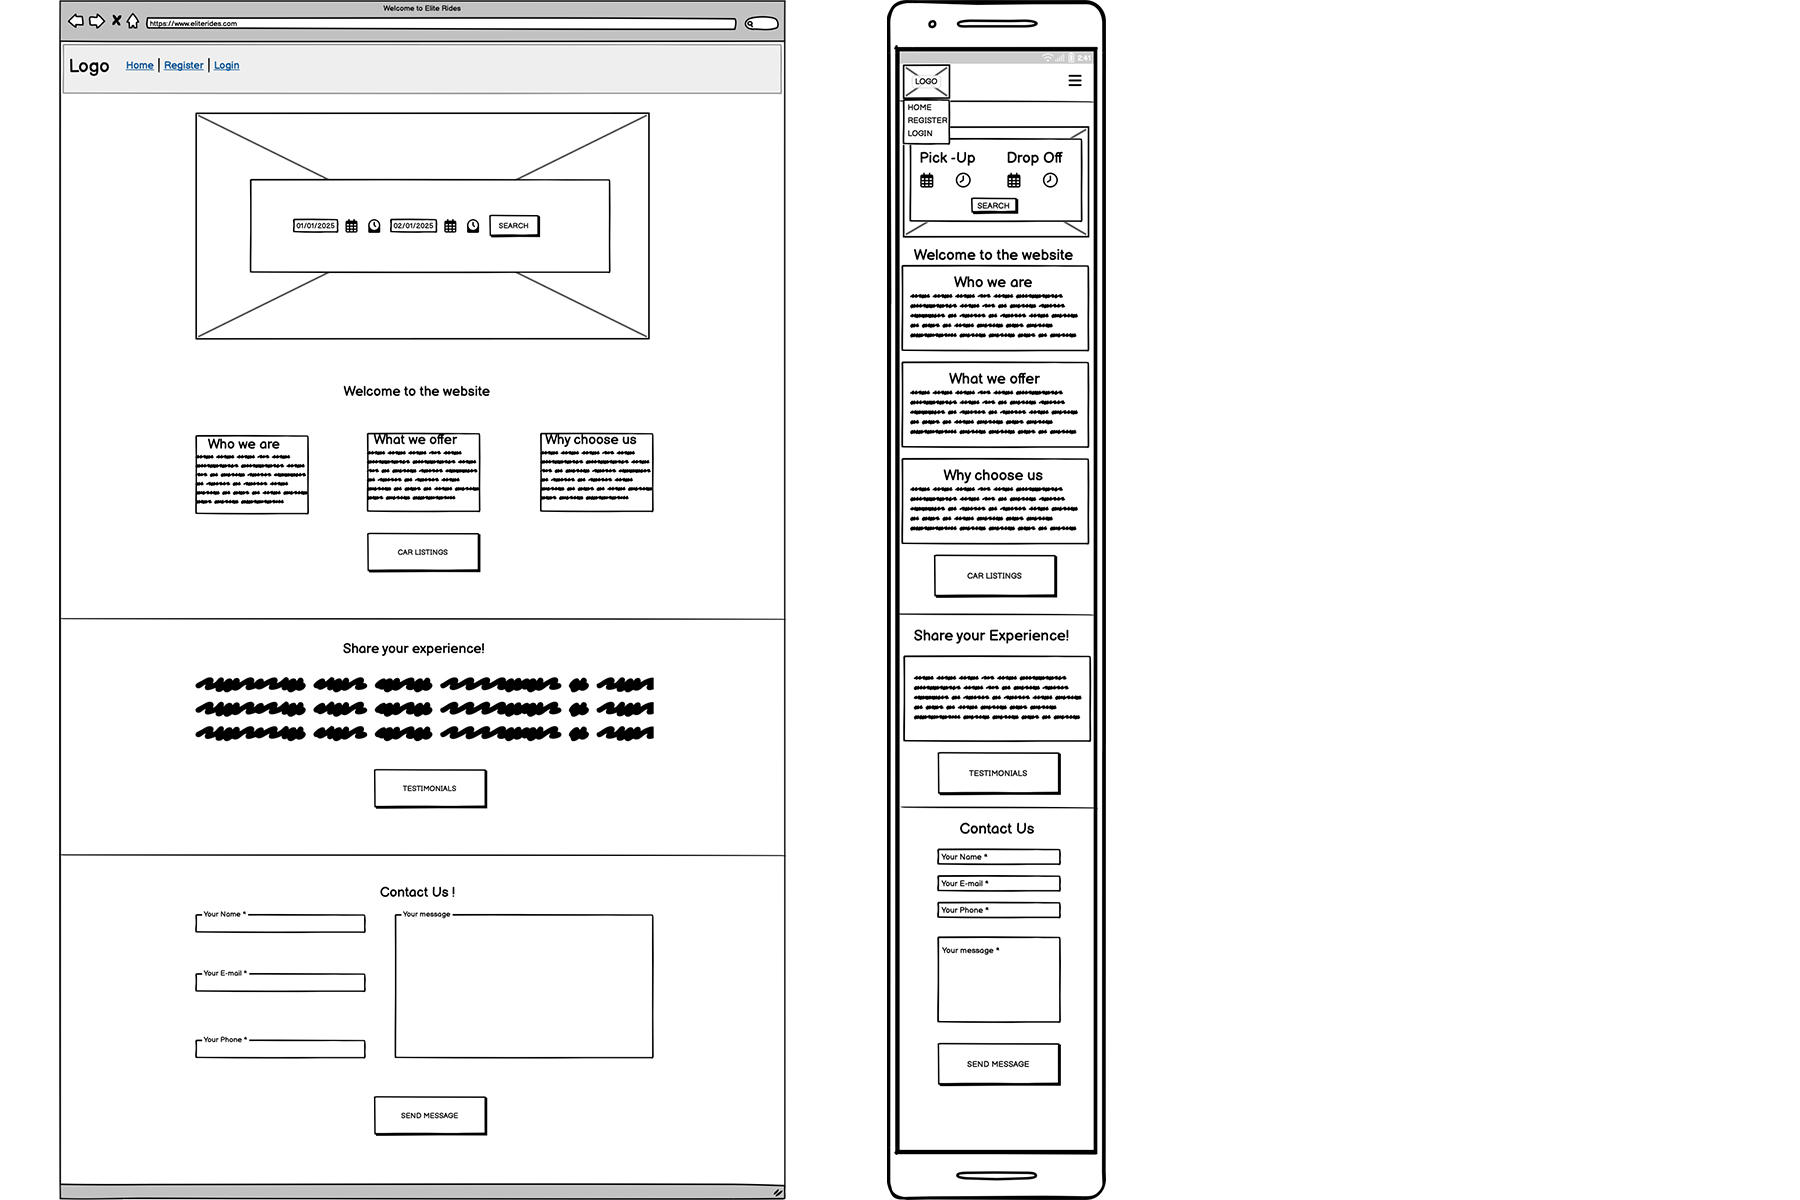 Welcome to Elite Rides
https://www.eliterides.com
Logo
Home | Register | Login
01/01/2025 02/01/2025 SEARCH
Welcome to the website
Who we are
What we offer
Why choose us
CAR LISTINGS
Share your experience!
TESTIMONIALS
Contact Us !
Your Name *
Your message
Your E-mail *
Your Phone *
SEND MESSAGE
2:41
LOGO
HOME
REGISTER
LOGIN
Pick -Up Drop Off
SEARCH
Welcome to the website
Who we are
What we offer
Why choose us
CAR LISTINGS
Share your Experience!
TESTIMONIALS
Contact Us
Your Name *
Your E-mail *
Your Phone *
Your message *
SEND MESSAGE